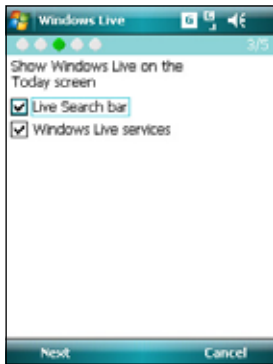 Windows Live
3/5
Show Windows Live on the
Today screen
Live Search bar
Windows Live services
Next
Cancel